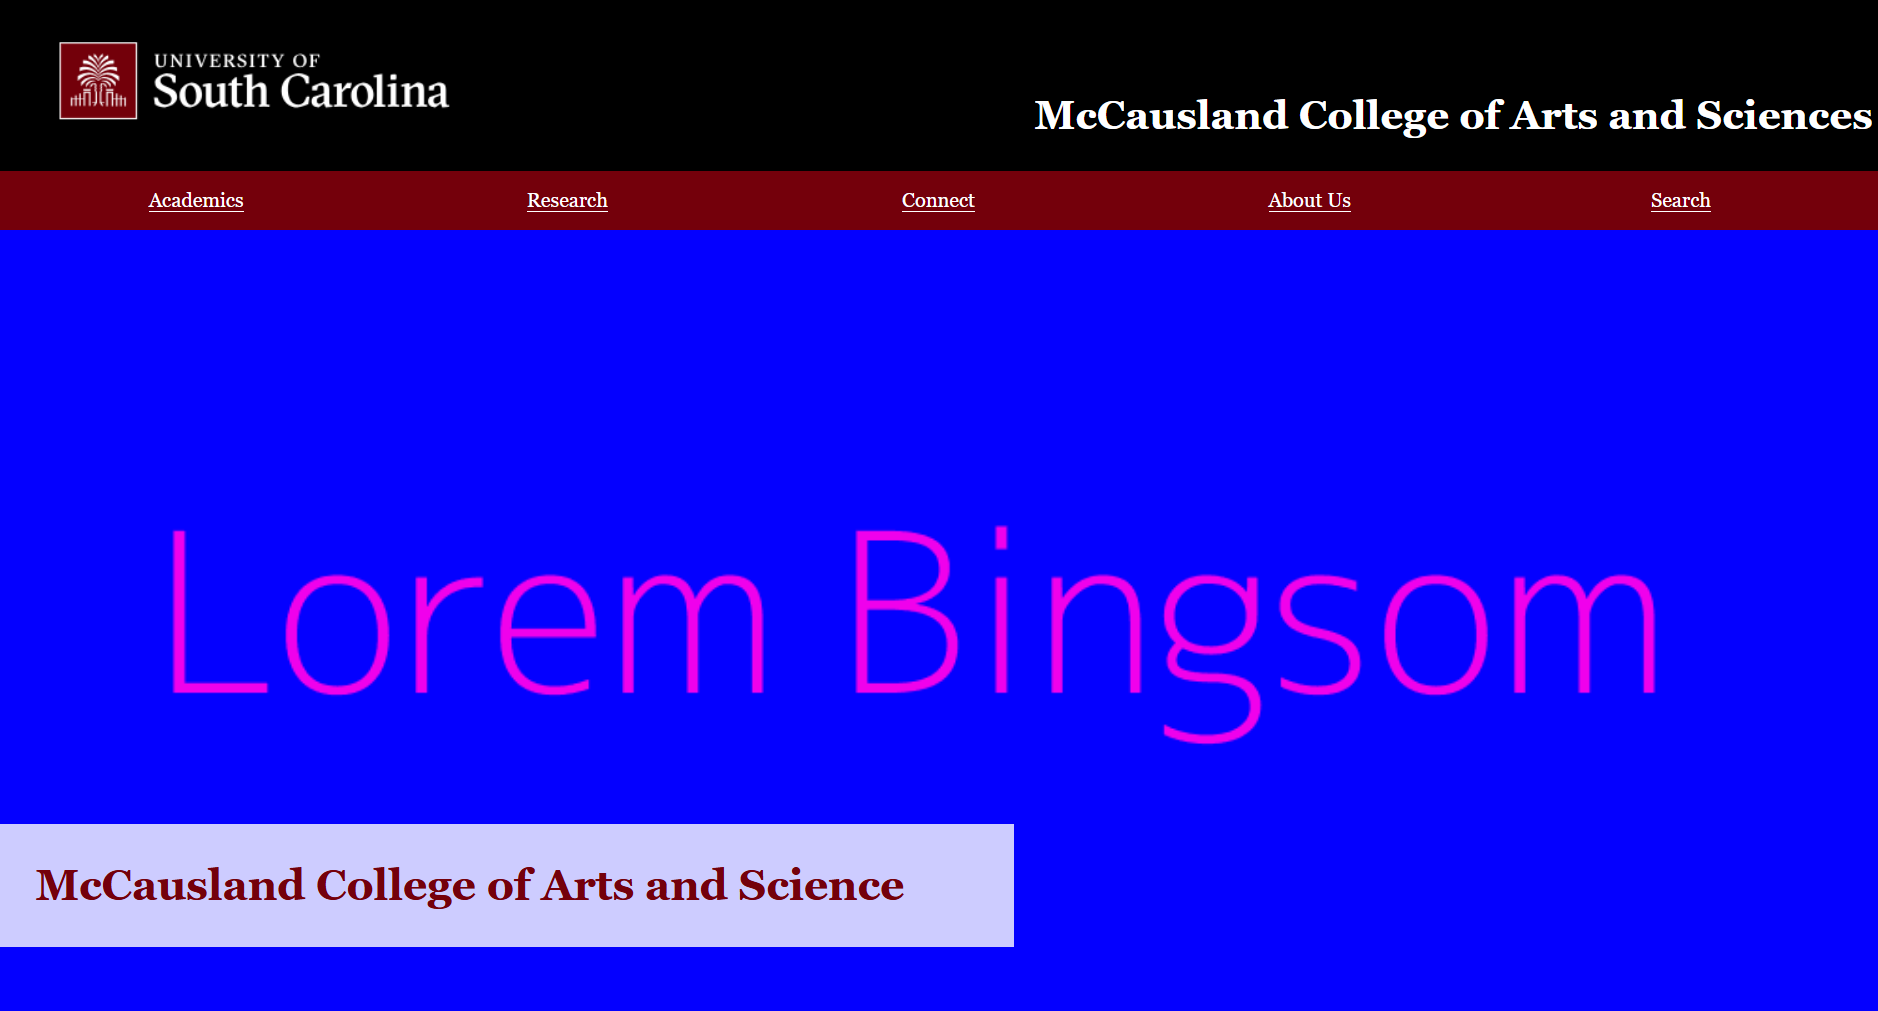 UNIVERSITY OF
South Carolina
McCausland College of Arts and Sciences
Academics Research Connect About Us Search
Lorem Bingsom
McCausland College of Arts and Science